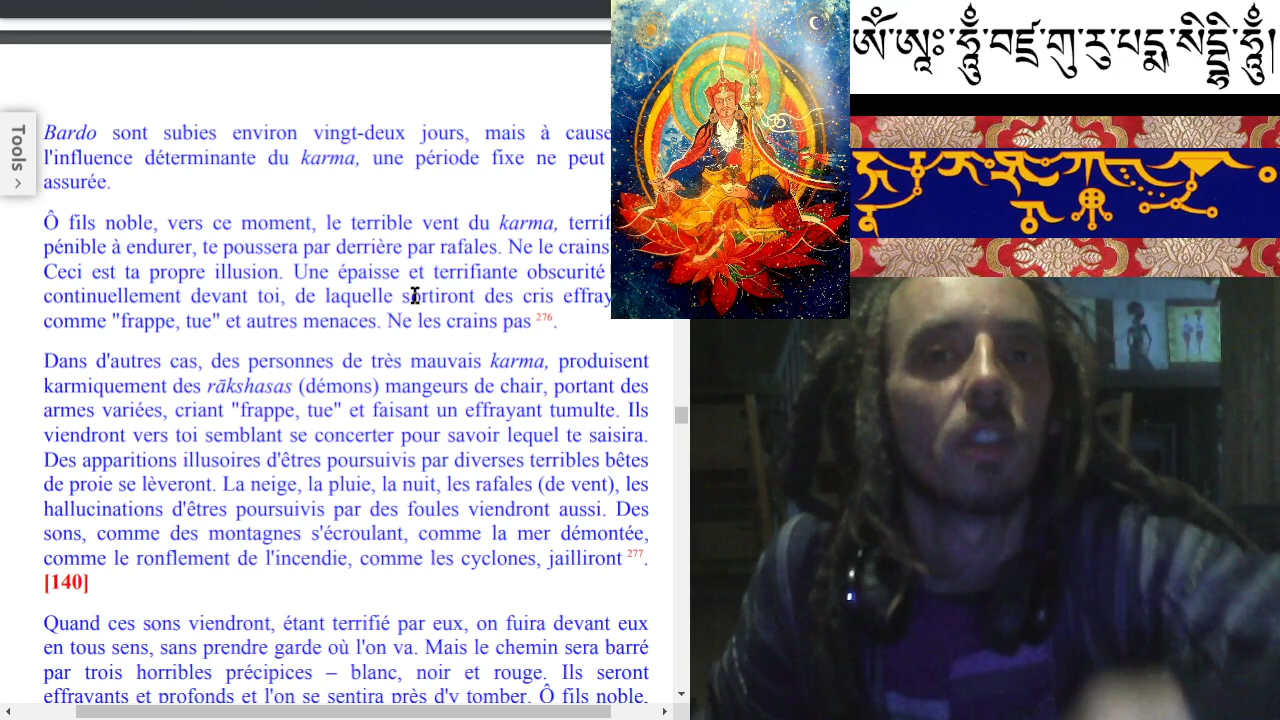 Tools >
Bardo sont subies environ vingt-deux jours, mais à cause
l'influence déterminante du karma, une période fixe ne peut
assurée.
Ô fils noble, vers ce moment, le terrible vent du karma,
pénible à endurer, te poussera par derrière par rafales. Ne le crains
Ceci est ta propre illusion. Une épaisse et terrifiante obscurité
continuellement devant toi, de laquelle sortiront des cris
comme "frappe, tue" et autres menaces. Ne les crains pas 276.
Dans d'autres cas, des personnes de très mauvais karma, produisent
karmiquement des rākshasas (démons) mangeurs de chair, portant des
armes variées, criant "frappe, tue" et faisant un effrayant tumulte. Ils
viendront vers toi semblant se concerter pour savoir lequel te saisira.
Des apparitions illusoires d'êtres poursuivis par diverses terribles bêtes
de proie se lèveront. La neige, la pluie, la nuit, les rafales (de vent), les
hallucinations d'êtres poursuivis par des foules viendront aussi. Des
sons, comme des montagnes s'écroulant, comme la mer démontée,
comme le ronflement de l'incendie, comme les cyclones, jailliront 277.
[140]
Quand ces sons viendront, étant terrifié par eux, on fuira devant eux
en tous sens, sans prendre garde où l'on va. Mais le chemin sera barré
par trois horribles précipices – blanc, noir et rouge. Ils seront
effrayants et profonds et l'on se sentira près d'y tomber. Ô fils noble,
ཨོཾ་ཨཱཿ་ཧཱུྃ་བཛྲ་གུ་རུ་པདྨ་སིདྡྷི་ཧཱུྃ།